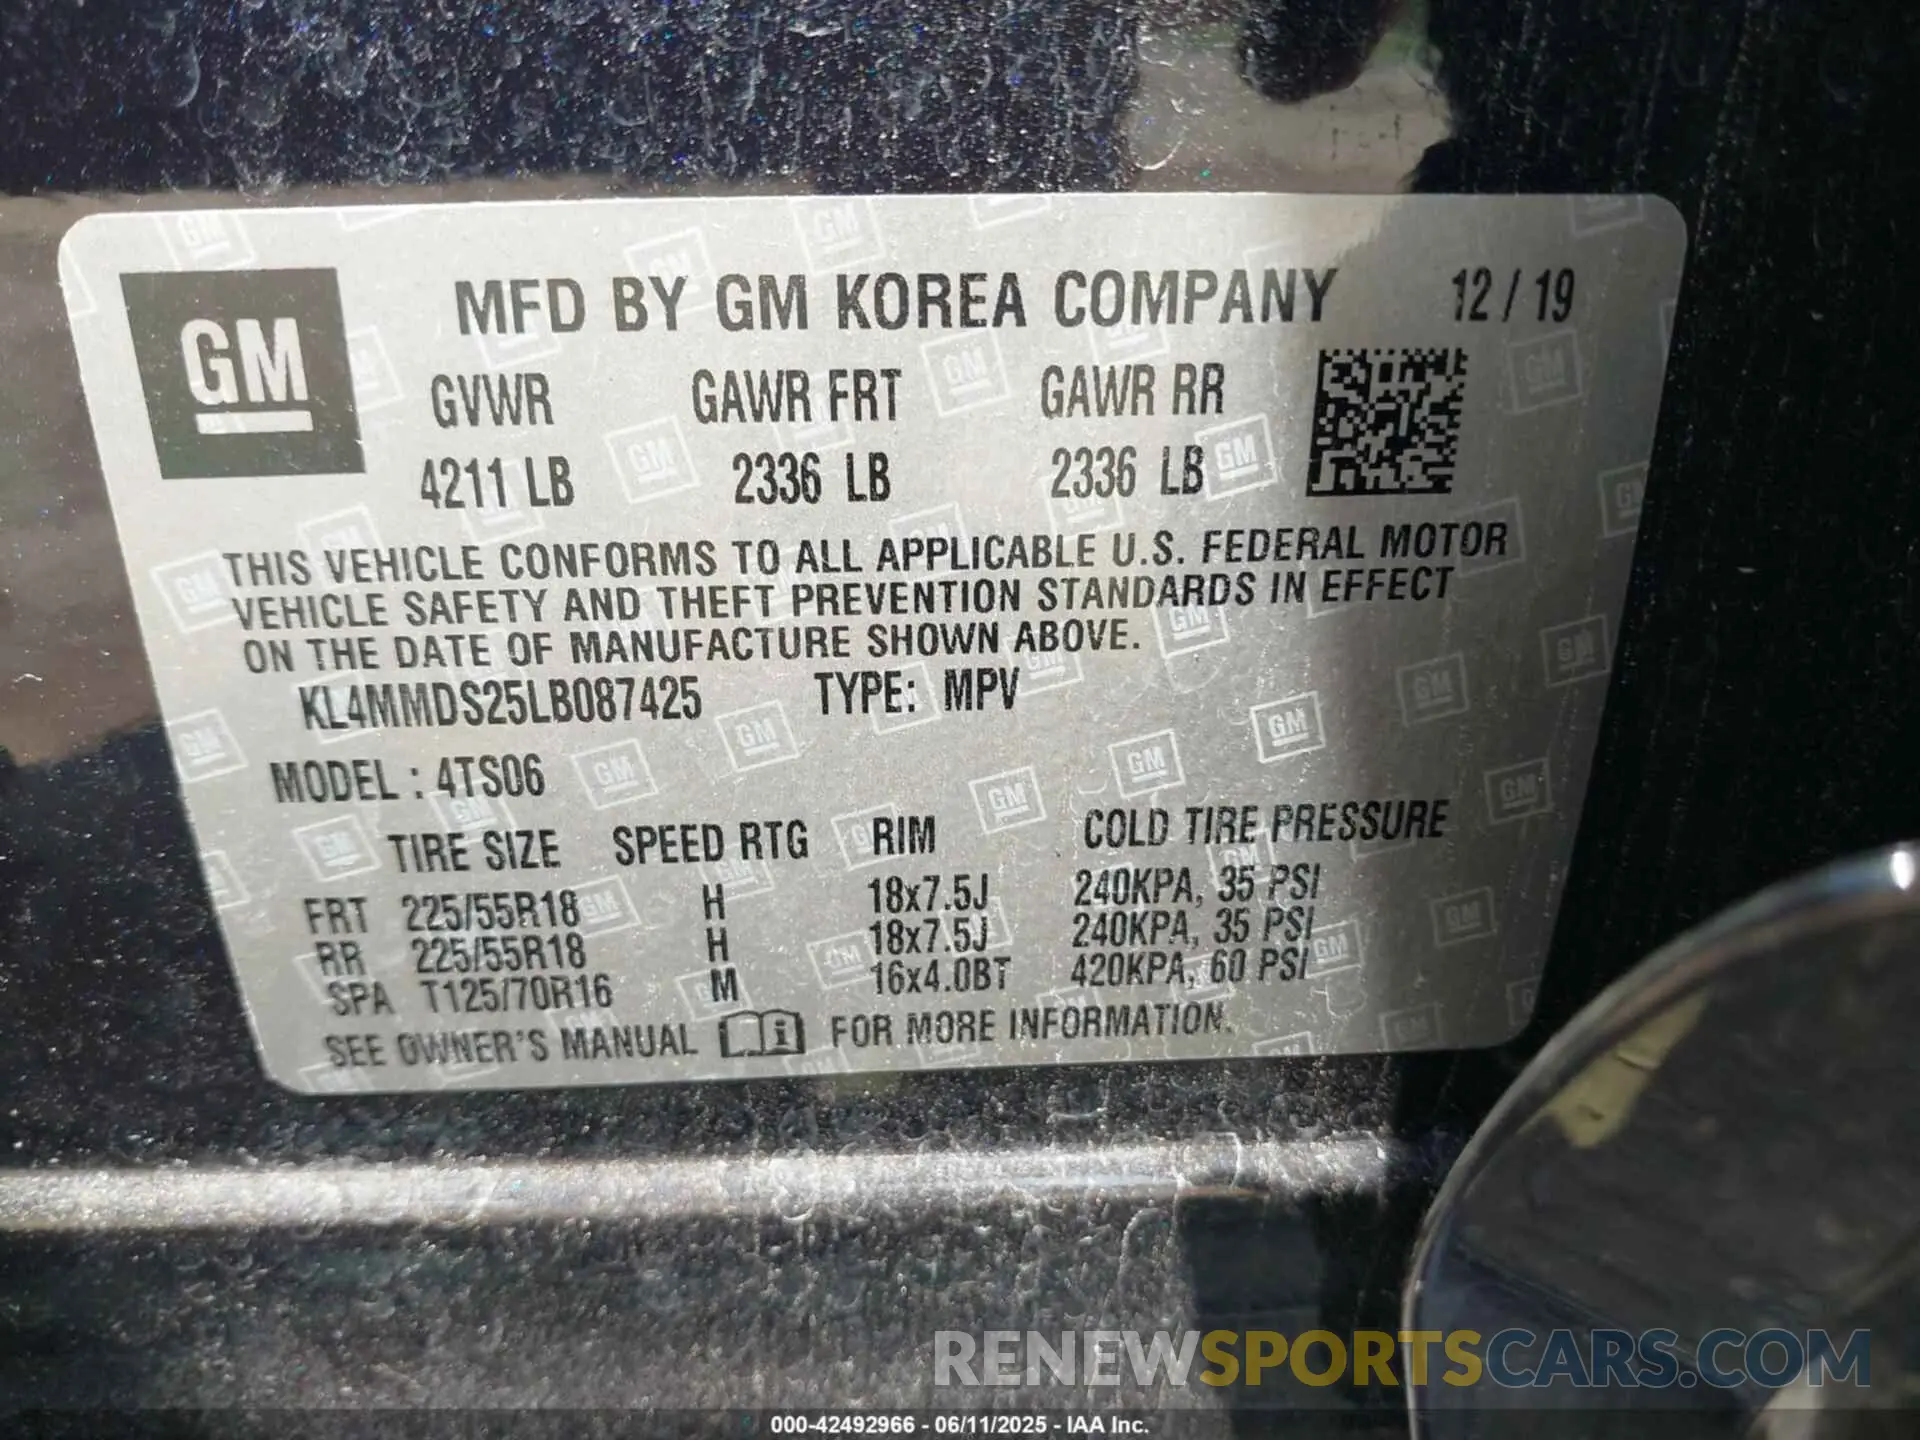 GM
MFD BY GM KOREA COMPANY 12 / 19
GVWR GAWR FRT GAWR RR
4211 LB 2336 LB 2336 LB
THIS VEHICLE CONFORMS TO ALL APPLICABLE U.S. FEDERAL MOTOR
VEHICLE SAFETY AND THEFT PREVENTION STANDARDS IN EFFECT
ON THE DATE OF MANUFACTURE SHOWN ABOVE.
KL4MMDS25LB087425 TYPE: MPV
MODEL : 4TS06
TIRE SIZE SPEED RTG RIM COLD TIRE PRESSURE
FRT 225/55R18 H 18x7.5J 240KPA, 35 PSI
RR 225/55R18 H 18x7.5J 240KPA, 35 PSI
SPA T125/70R16 M 16x4.0BT 420KPA, 60 PSI
SEE OWNER'S MANUAL i FOR MORE INFORMATION.
RENEWSPORTSCARS.COM
000-42492966 - 06/11/2025 - IAA Inc.